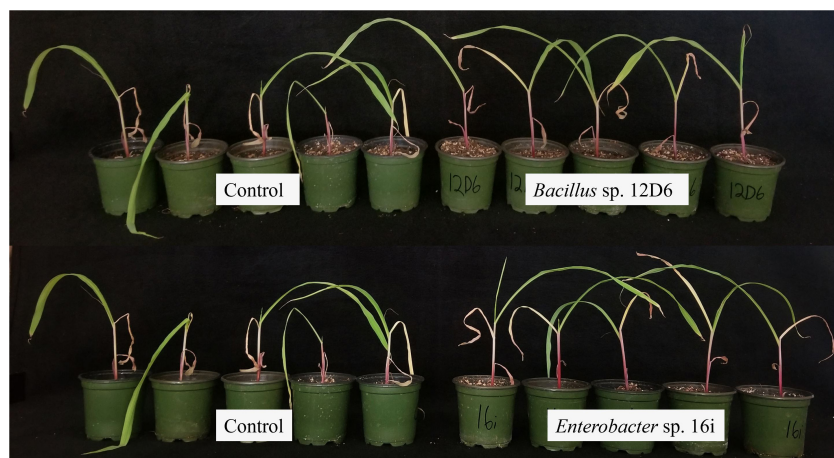 12D6
12
12D6
Control
Bacillus sp. 12D6
16i
16i
Control
Enterobacter sp. 16i